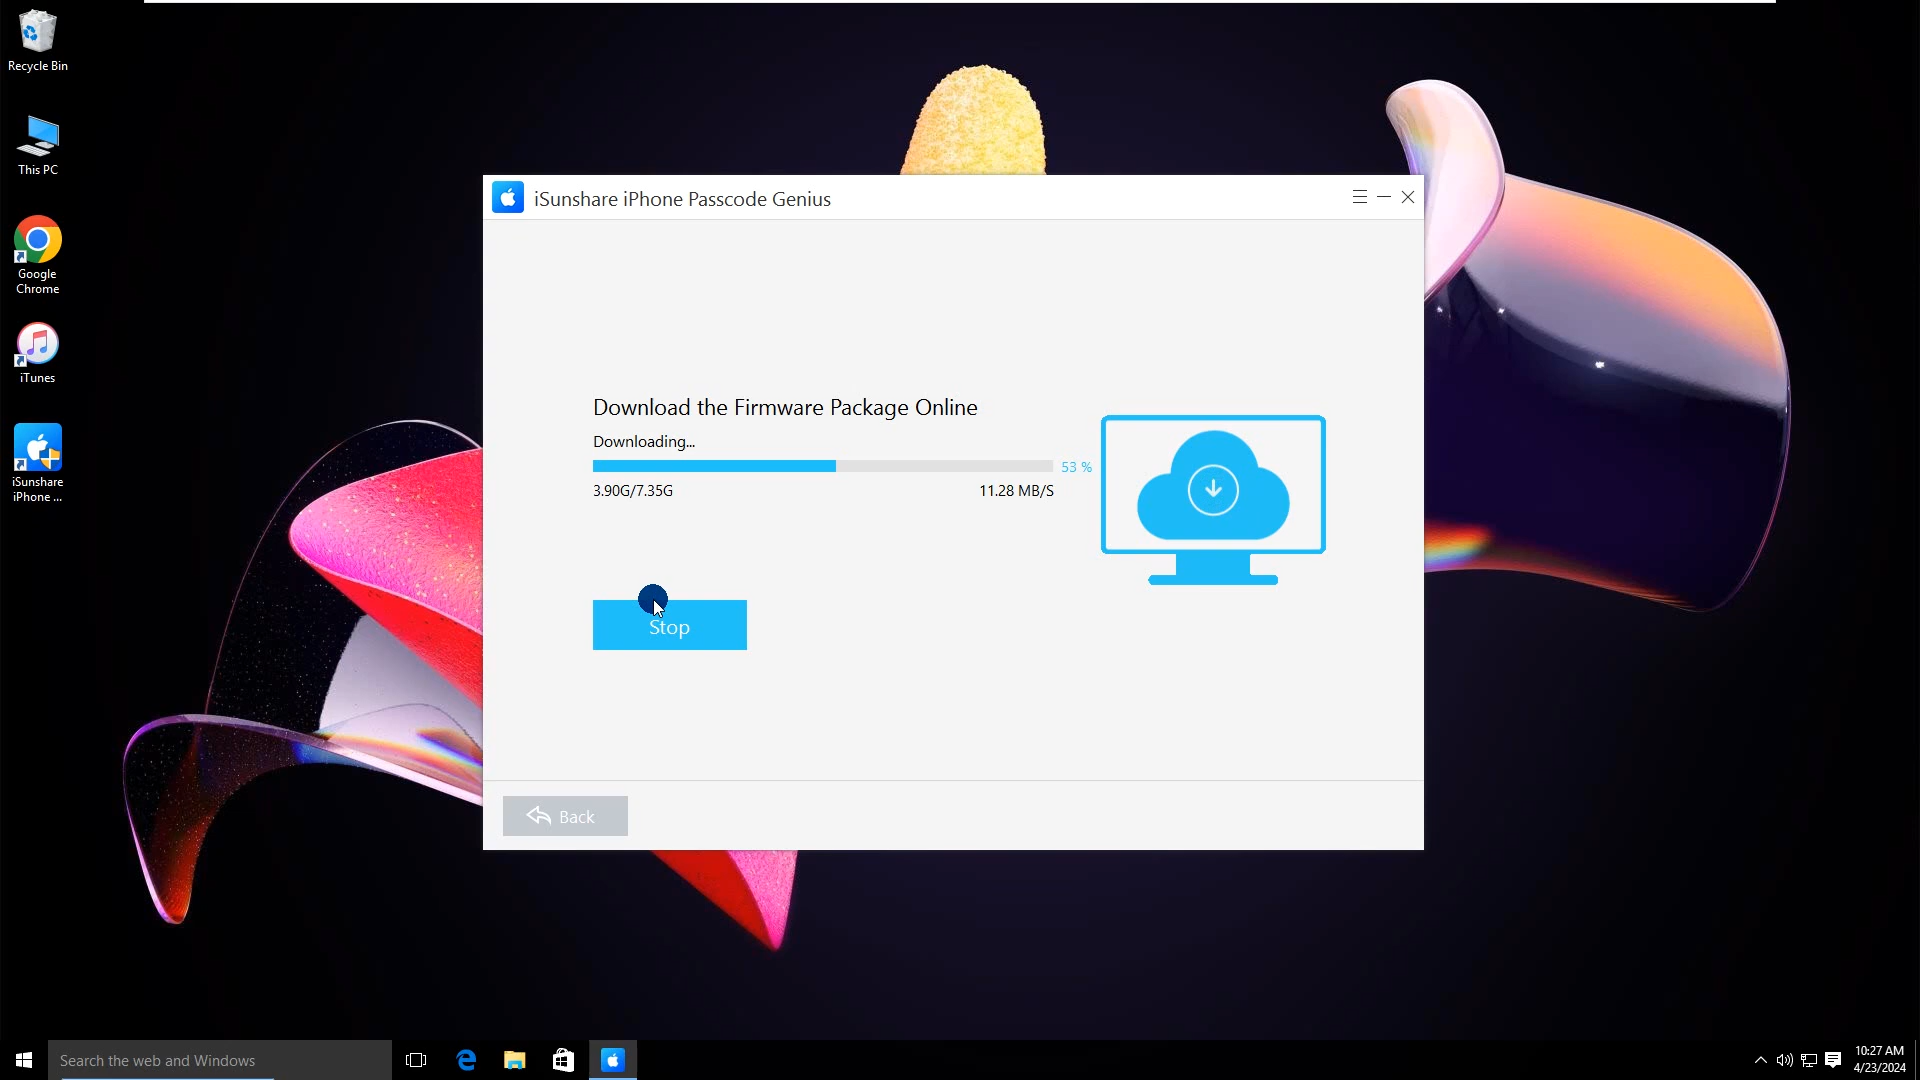 Recycle Bin
This PC
Google
Chrome
iTunes
iSunshare
iPhone ...
iSunshare iPhone Passcode Genius
Download the Firmware Package Online
Downloading...
53 %
3.90G/7.35G 11.28 MB/S
Stop
Back
Search the web and Windows
10:27 AM
4/23/2024